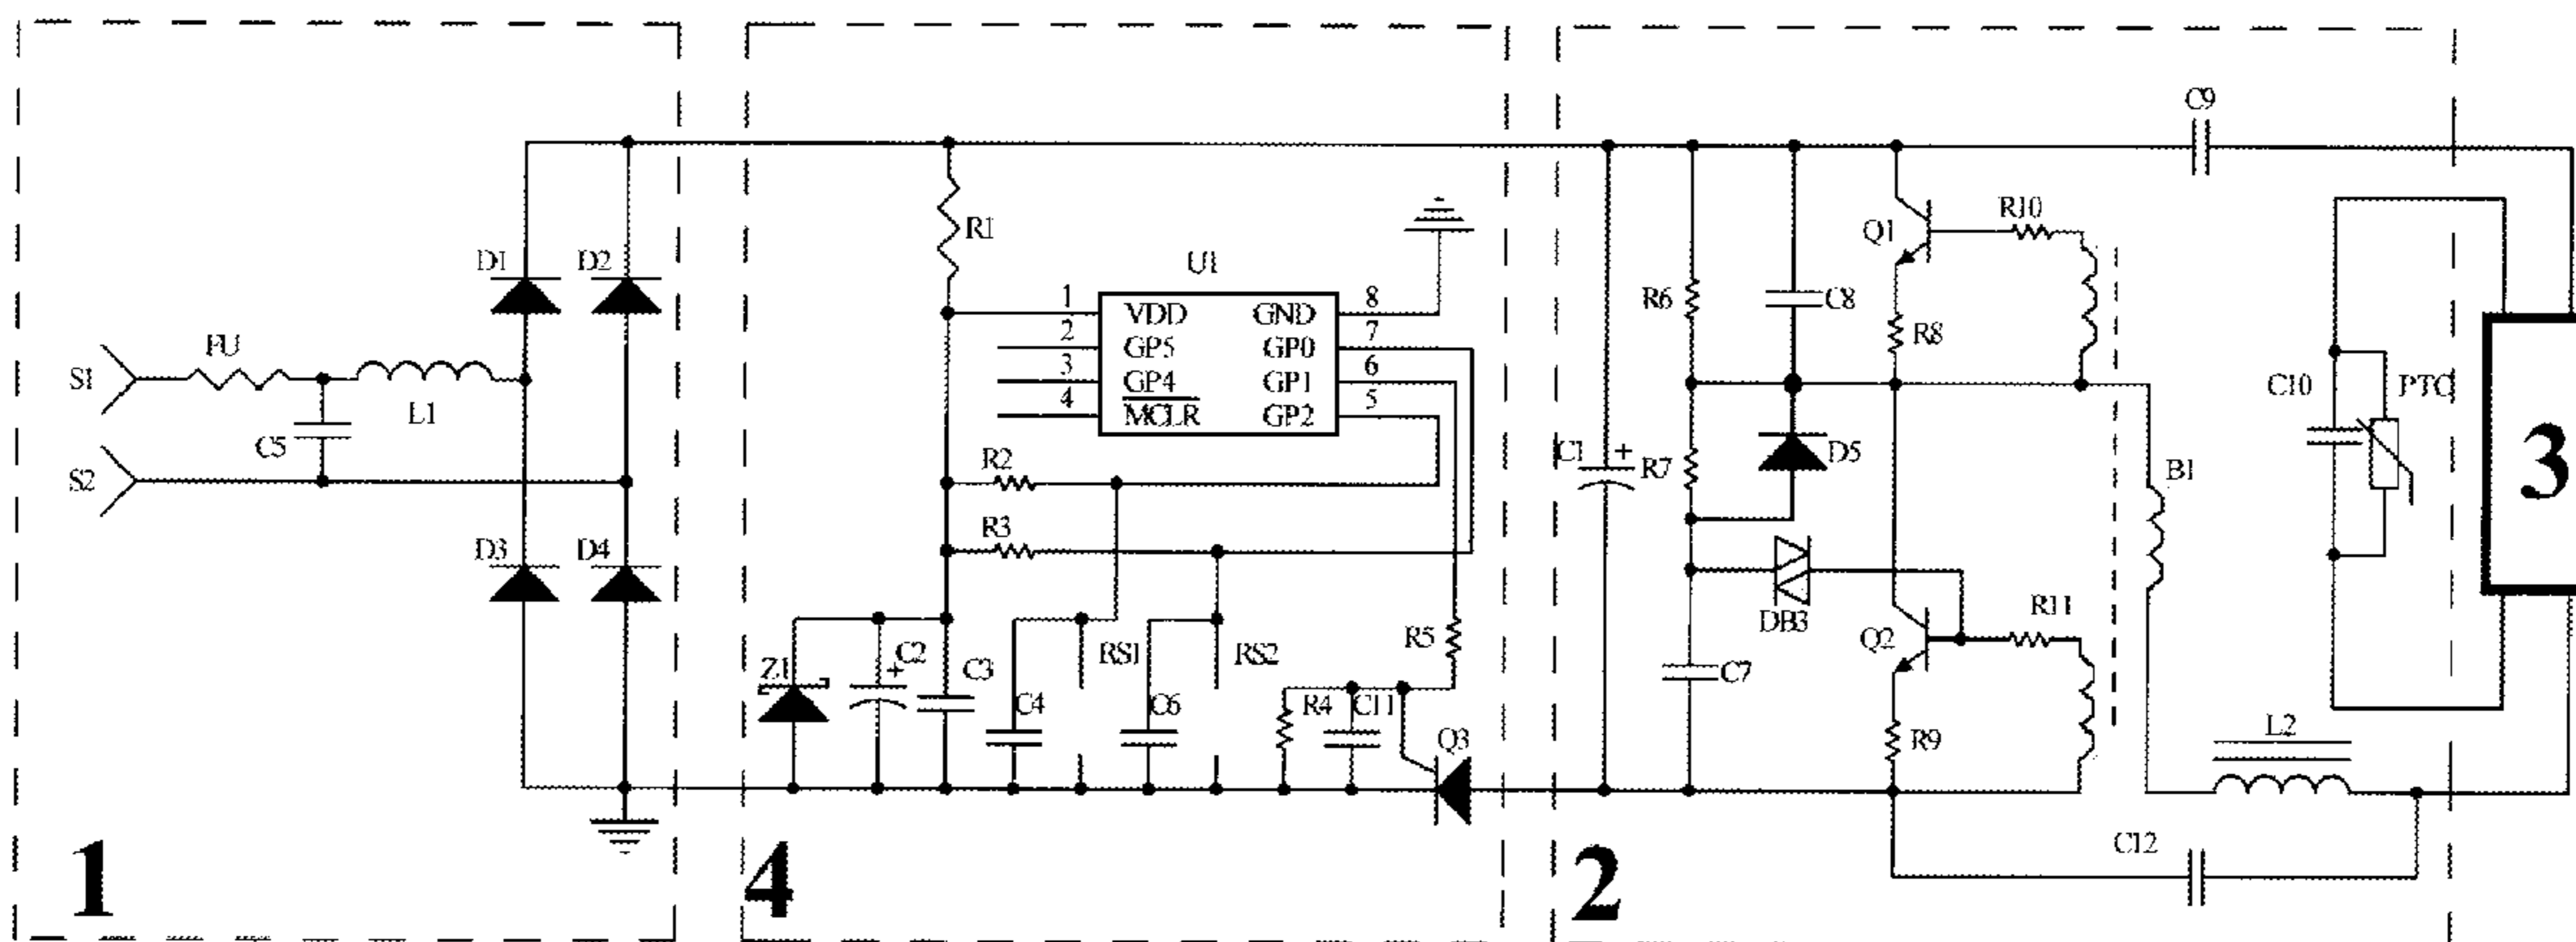 C9
R1
Q1
R10
D1
D2
U1
1
VDD
GND
8
2
GP5
GP0
7
3
GP4
GP1
6
4
MCLR
GP2
5
R6
C8
R8
FU
S1
L1
C5
S2
C10
PTC
R2
C1
+
R7
D5
B1
3
R3
D3
D4
DB3
R11
Z1
+
C2
C3
RS1
RS2
R5
Q2
C4
C6
R4
C11
Q3
C7
R9
L2
C12
1
4
2